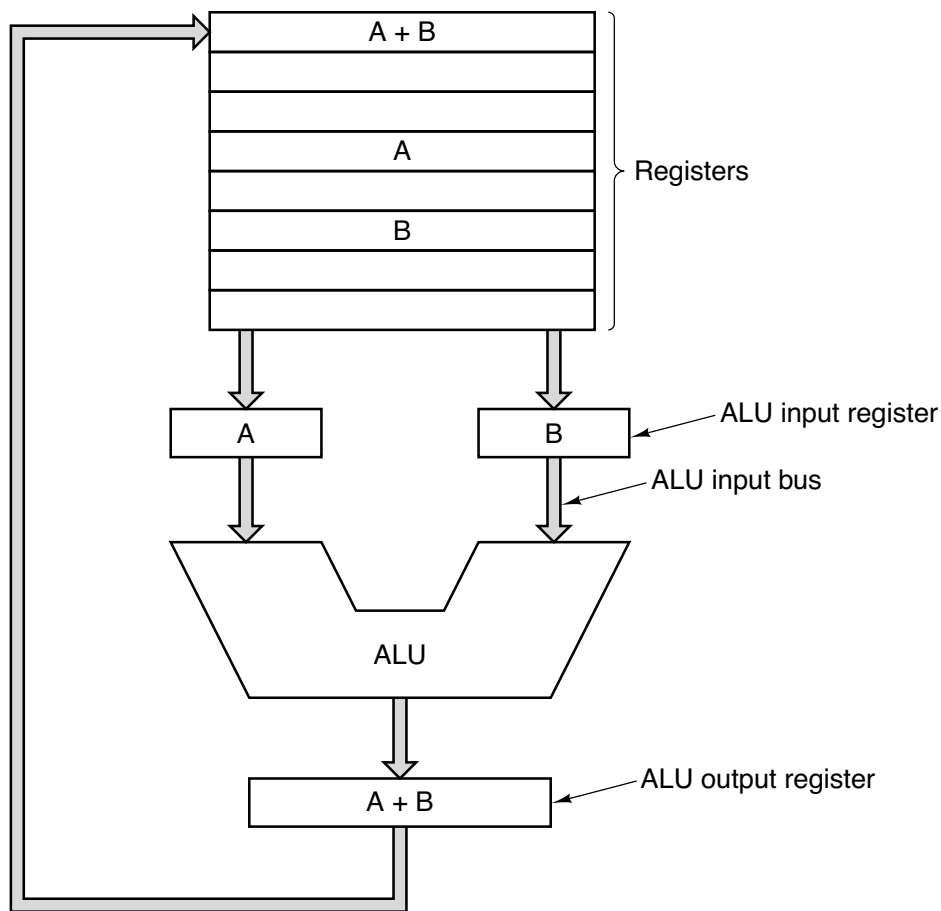 A + B
A
Registers
B
A
B
ALU input register
ALU input bus
ALU
ALU output register
A + B